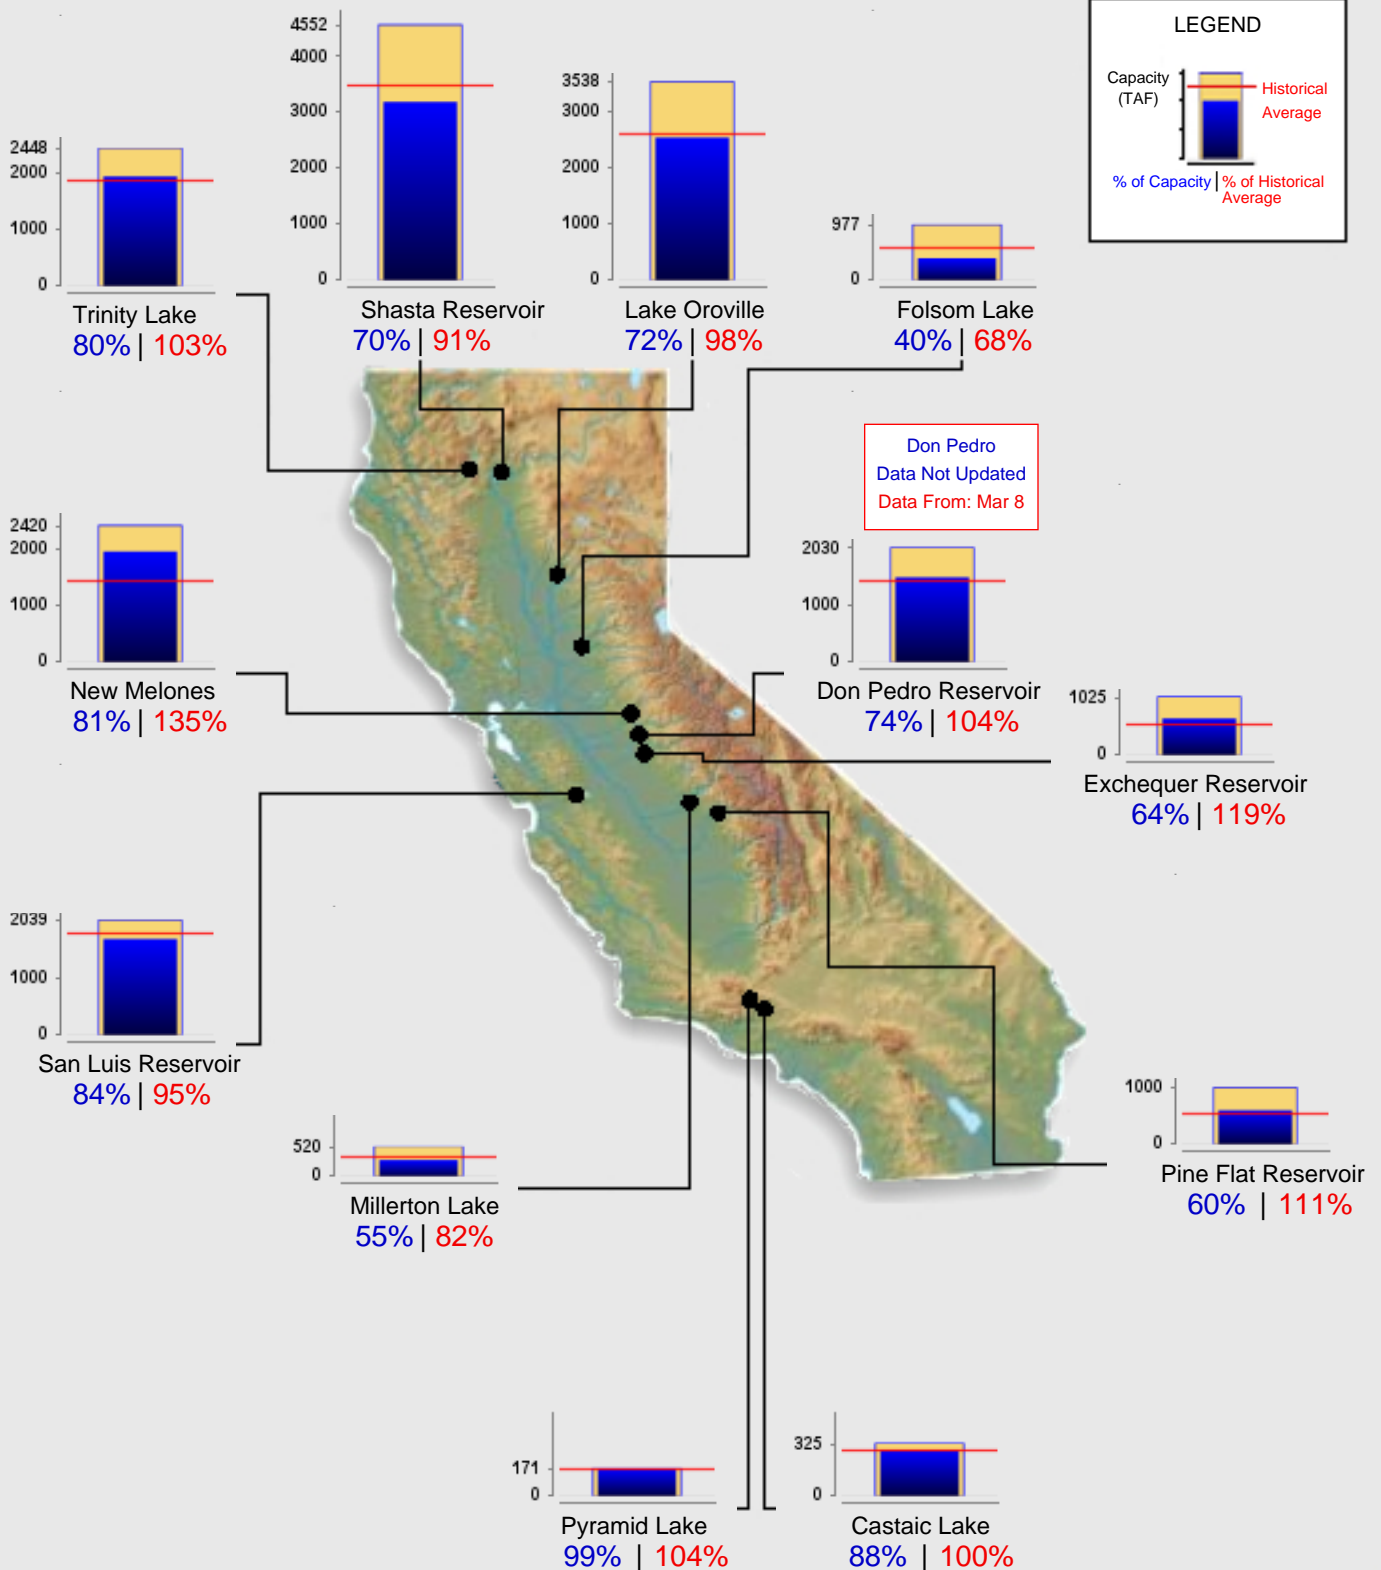 4552
4000
3000
2000
1000
0
Shasta Reservoir
70% | 91%
3538
3000
2000
1000
0
Lake Oroville
72% | 98%
LEGEND
Capacity
(TAF)
Historical
Average
% of Capacity | % of Historical
Average
2448
2000
1000
0
Trinity Lake
80% | 103%
977
0
Folsom Lake
40% | 68%
Don Pedro
Data Not Updated
Data From: Mar 8
2420
2000
1000
0
New Melones
81% | 135%
2030
1000
0
Don Pedro Reservoir
74% | 104%
1025
0
Exchequer Reservoir
64% | 119%
2039
1000
0
San Luis Reservoir
84% | 95%
520
0
Millerton Lake
55% | 82%
1000
0
Pine Flat Reservoir
60% | 111%
171
0
Pyramid Lake
99% | 104%
325
0
Castaic Lake
88% | 100%